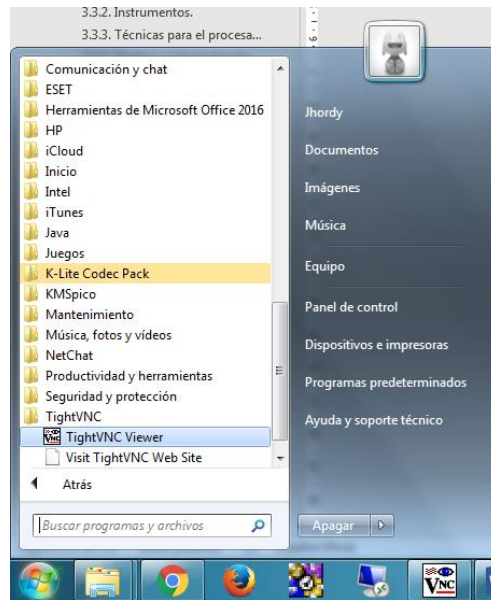 3.3.2. Instrumentos.
3.3.3. Técnicas para el procesa...
Comunicación y chat
ESET
Herramientas de Microsoft Office 2016
HP
iCloud
Inicio
Intel
iTunes
Java
Juegos
K-Lite Codec Pack
KMSpico
Mantenimiento
Música, fotos y vídeos
NetChat
Productividad y herramientas
Seguridad y protección
TightVNC
TightVNC Viewer
Visit TightVNC Web Site
Atrás
Buscar programas y archivos
Jhordy
Documentos
Imágenes
Música
Equipo
Panel de control
Dispositivos e impresoras
Programas predeterminados
Ayuda y soporte técnico
Apagar
VNC